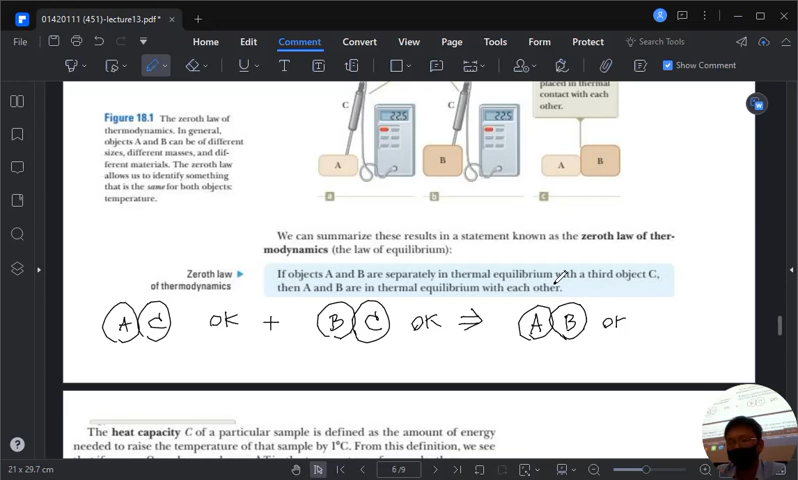 01420111 (451)-lecture13.pdf *
File Home Edit Comment Convert View Page Tools Form Protect Search Tools
Show Comment
placed in thermal
contact with each
other.
C 22.5 C 22.5
A B A B
a b c
Figure 18.1 The zeroth law of
thermodynamics. In general,
objects A and B can be of different
sizes, different masses, and dif-
ferent materials. The zeroth law
allows us to identify something
that is the same for both objects:
temperature.
We can summarize these results in a statement known as the zeroth law of ther-
modynamics (the law of equilibrium):
Zeroth law
of thermodynamics
If objects A and B are separately in thermal equilibrium with a third object C,
then A and B are in thermal equilibrium with each other.
A C OK + B C OK ⇒ A B OK
The heat capacity C of a particular sample is defined as the amount of energy
needed to raise the temperature of that sample by 1°C. From this definition, we see
21 x 29.7 cm 6/9